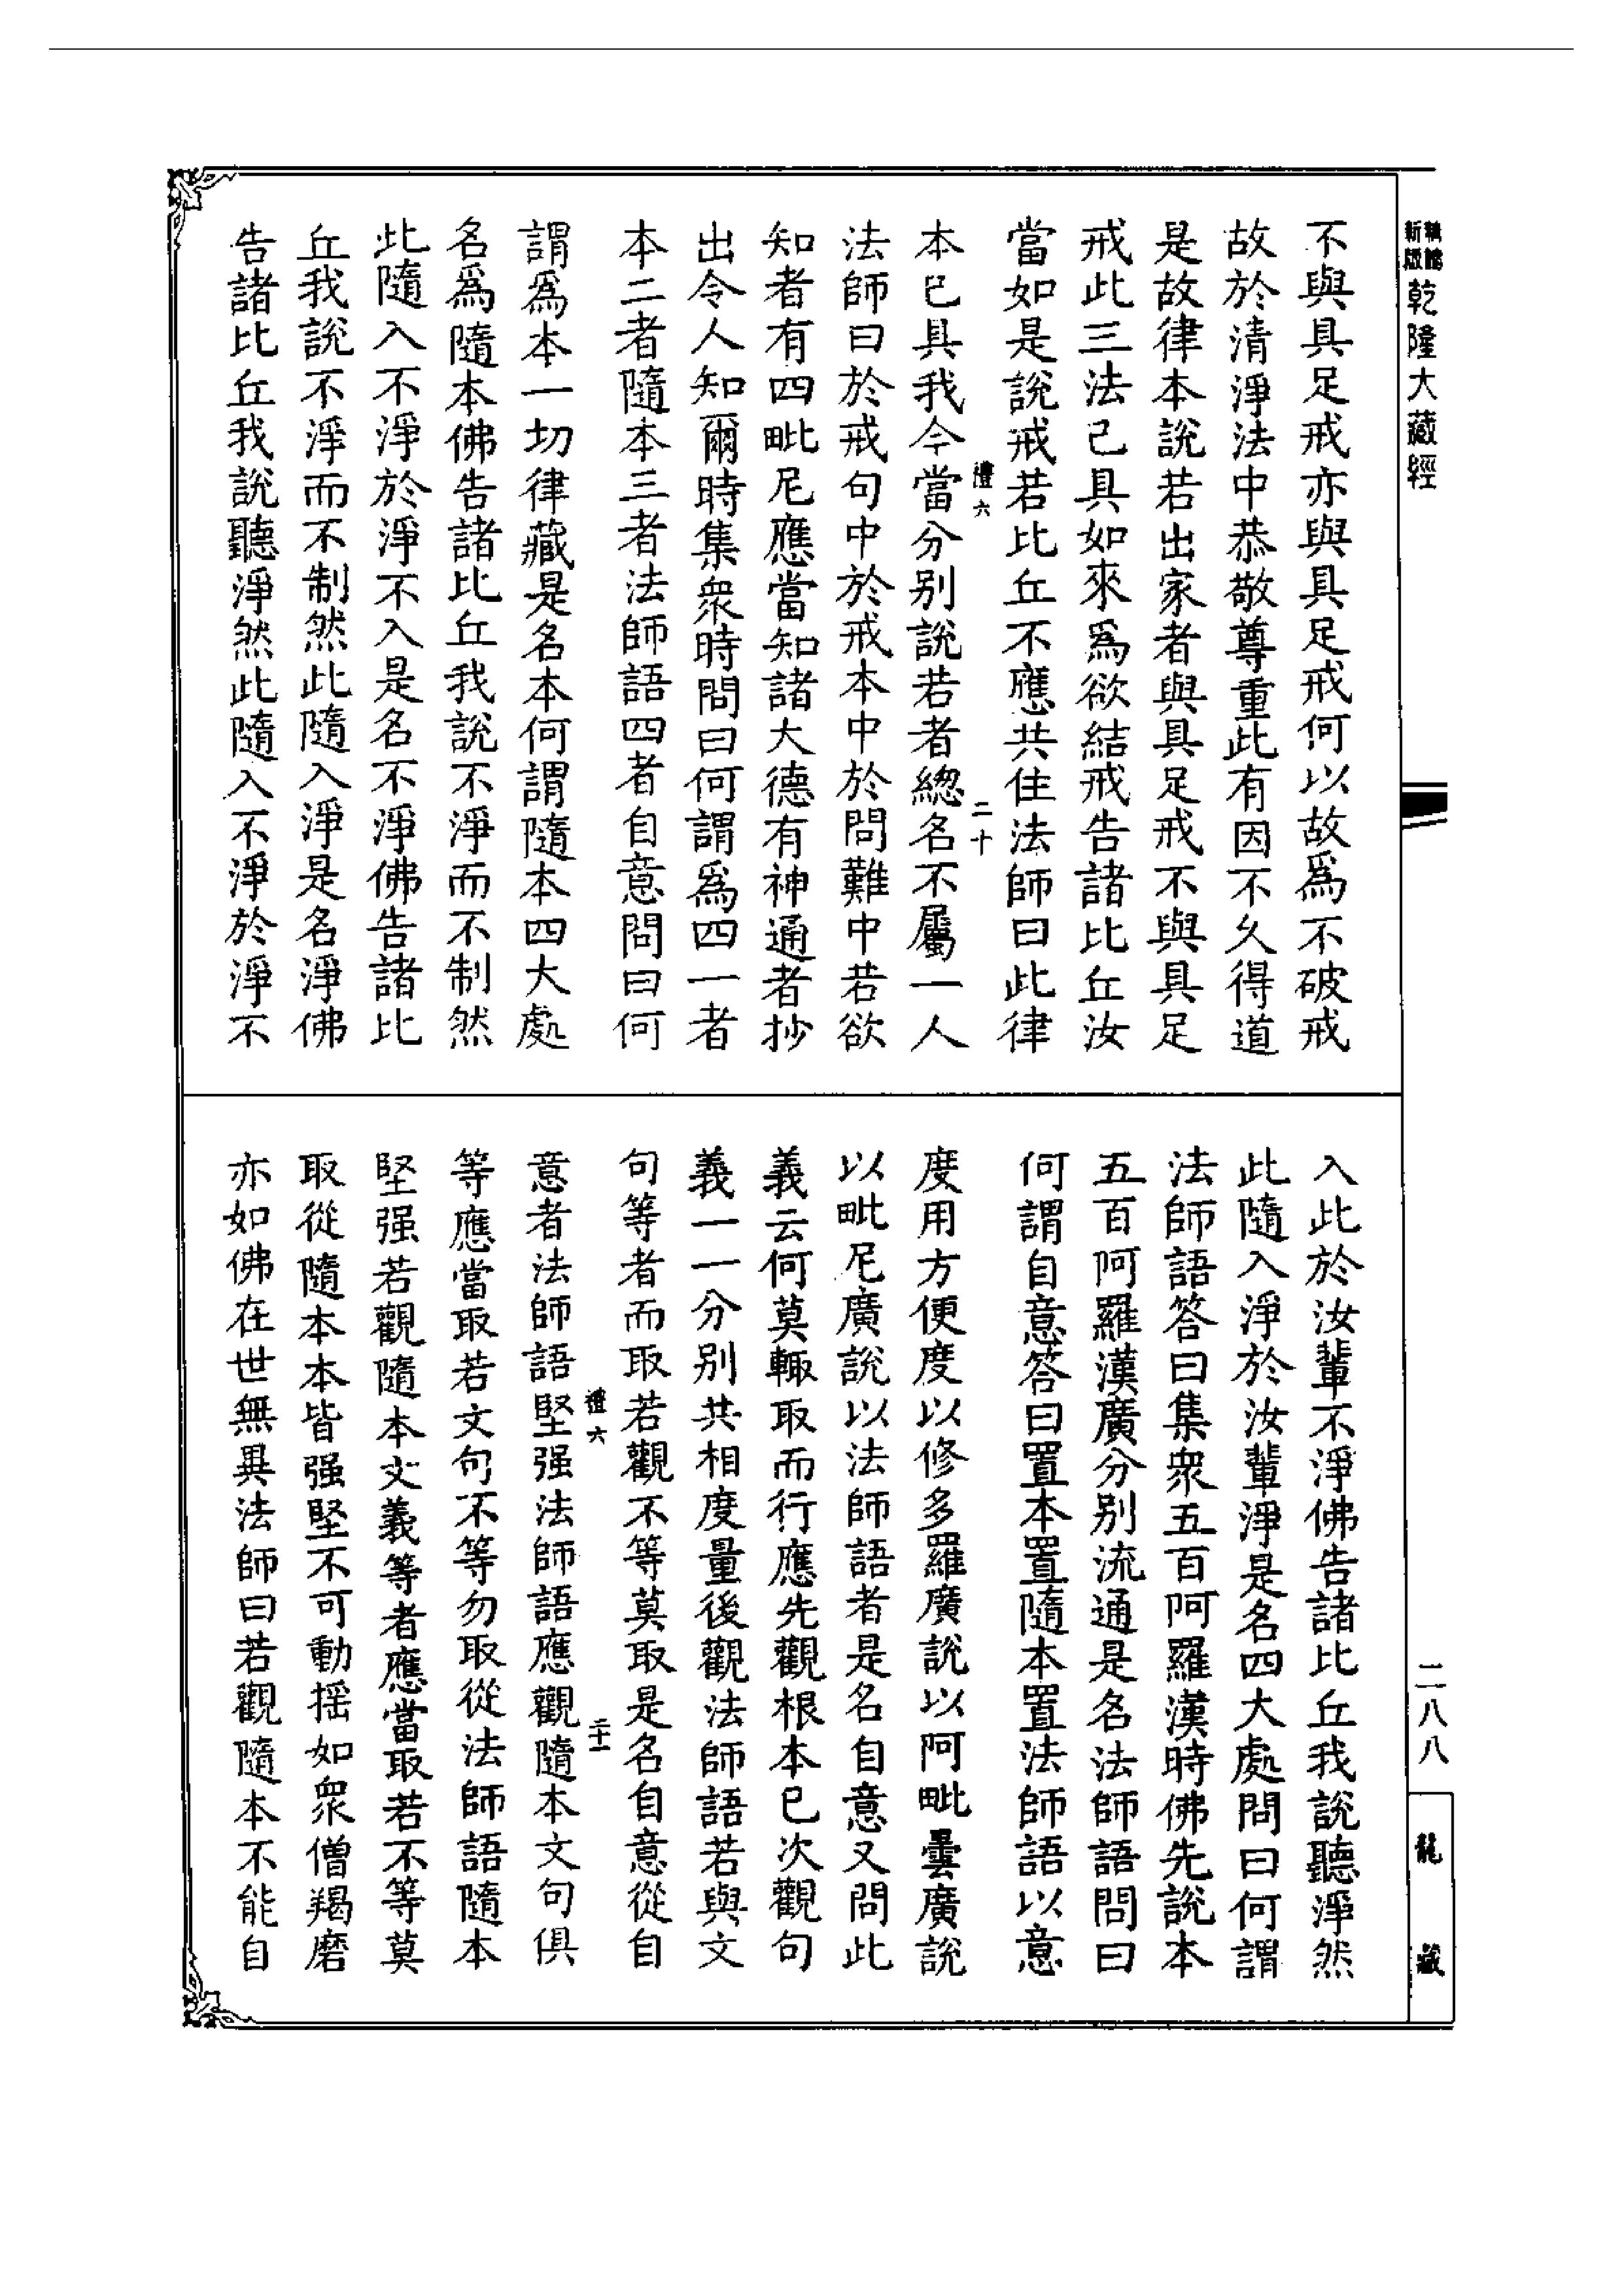 乾隆大藏經
不與具足戒亦與具足戒何以故爲不破戒
故於清淨法中恭敬尊重此有因不久得道
是故律本說若出家者與具足戒不與具足
戒此三法已具如來爲欲結戒告諸比丘汝
當如是說戒若比丘不應共住法師曰此律
禮六 二十
本已具我今當分别說若者總名不屬一人
法師曰於戒句中於戒本中於問難中若欲
知者有四毗尼應當知諸大德有神通者抄
出令人知爾時集衆時問曰何謂爲四一者
本二者隨本三者法師語四者自意問曰何
謂爲本一切律藏是名本何謂隨本四大處
名爲隨本佛告諸比丘我說不淨而不制然
此隨入不淨於淨不入是名不淨佛告諸比
丘我說不淨而不制然此隨入淨是名淨佛
告諸比丘我說聽淨然此隨入不淨於淨不
入此於汝輩不淨佛告諸比丘我說聽淨然
此隨入淨於汝輩淨是名四大處問曰何謂
法師語答曰集衆五百阿羅漢時佛先說本
五百阿羅漢廣分别流通是名法師語問曰
何謂自意答曰置本置隨本置法師語以意
度用方便度以修多羅廣說以阿毗曇廣說
以毗尼廣說以法師語者是名自意又問此
義云何莫輙取而行應先觀根本已次觀句
義一一分别共相度量後觀法師語若與文
句等者而取若觀不等莫取是名自意從自
禮六 二十一
意者法師語堅强法師語應觀隨本文句俱
等應當取若文句不等勿取從法師語隨本
堅强若觀隨本文義等者應當取若不等莫
取從隨本本皆强堅不可動揺如衆僧羯磨
亦如佛在世無異法師曰若觀隨本不能自
二八八
龍藏